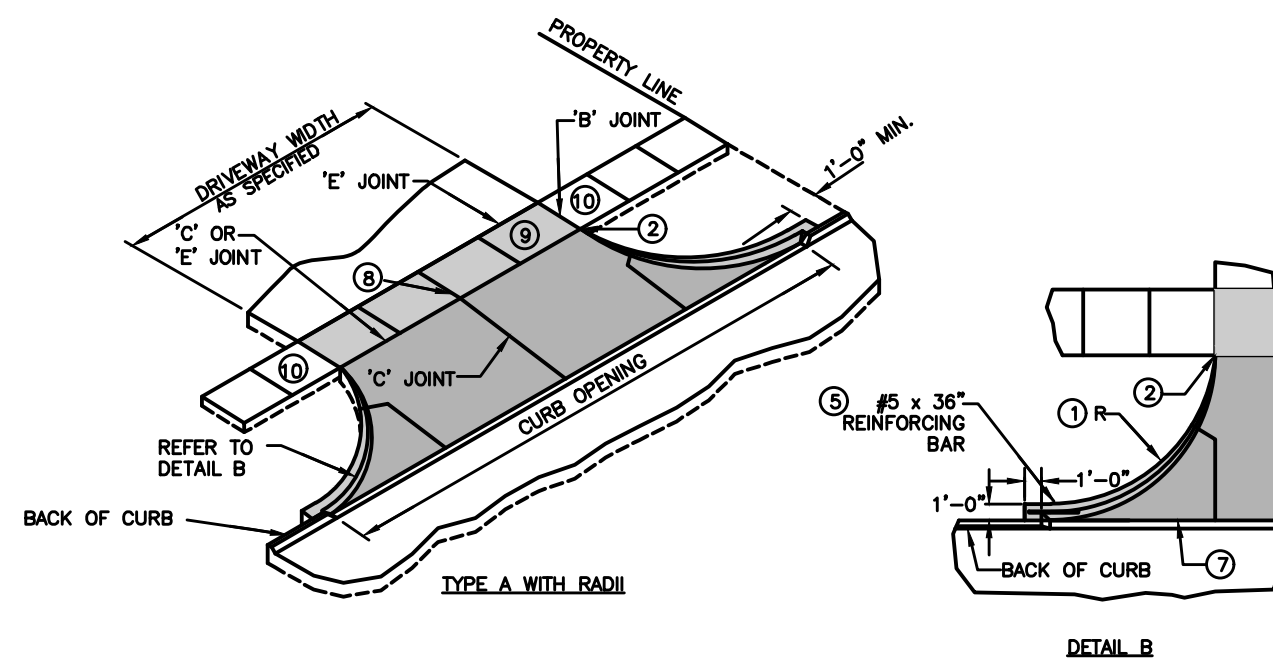 PROPERTY LINE
'B' JOINT
1'-0" MIN.
DRIVEWAY WIDTH
AS SPECIFIED
'E' JOINT
10
2
9
'C' OR
'E' JOINT
8
10
'C' JOINT
CURB OPENING
REFER TO
DETAIL B
BACK OF CURB
TYPE A WITH RADII
5 #5 x 36"
REINFORCING
BAR
1 R
2
1'-0"
1'-0"
BACK OF CURB
7
DETAIL B